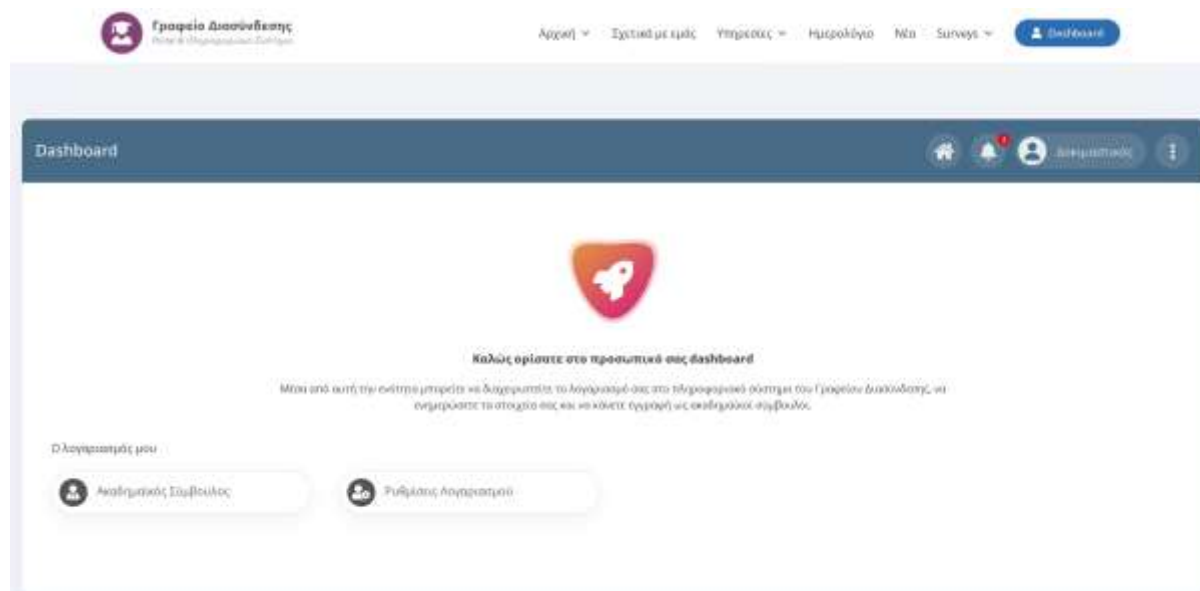 Γραφείο Διασύνδεσης
Αρχική Σχετικά με εμάς Υπηρεσίες Ημερολόγιο Νέα Surveys Dashboard
Dashboard
Καλώς ορίσατε στο προσωπικό σας dashboard
Μέσα από αυτή την ενότητα μπορείτε να διαχειριστείτε το λογαριασμό σας στο πληροφοριακό σύστημα του Γραφείου Διασύνδεσης, να
ενημερώσετε τα στοιχεία σας και να κάνετε εγγραφή ως ακαδημαϊκοί σύμβουλοι.
Ο λογαριασμός μου
Ακαδημαϊκός Σύμβουλος Ρυθμίσεις Λογαριασμού